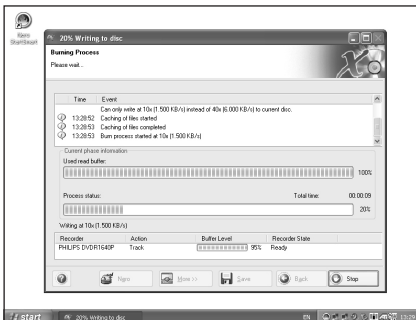 Nero
StartSmart
20% Writing to disc
Burning Process
Please wait...
Time Event
Can only write at 10x (1.500 KB/s) instead of 40x (6.000 KB/s) to current disc.
13:28:52 Caching of files started
13:28:53 Caching of files completed
13:28:53 Burn process started at 10x (1.500 KB/s)
Current phase information
Used read buffer:
100%
Process status: Total time: 00:00:09
20%
Writing at 10x (1.500 KB/s)
Recorder Action Buffer Level Recorder State
PHILIPS DVDR1640P Track 95% Ready
Nero More >> Save Back Stop
start 20% Writing to disc EN 13:29